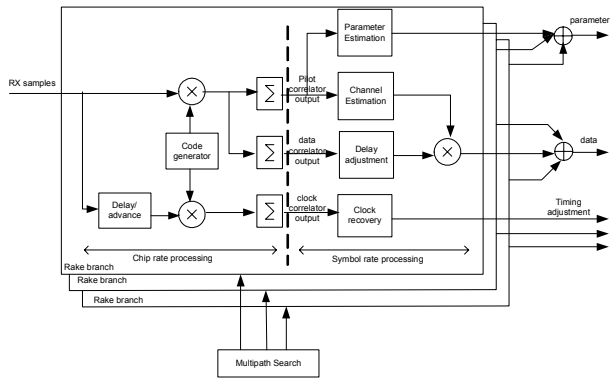 parameter
Parameter
Estimation
RX samples
Pilot
correlator
output
Channel
Estimation
Code
generator
data
correlator
output
Delay
adjustment
data
Delay/
advance
clock
correlator
output
Clock
recovery
Timing
adjustment
Chip rate processing
Symbol rate processing
Rake branch
Rake branch
Rake branch
Multipath Search